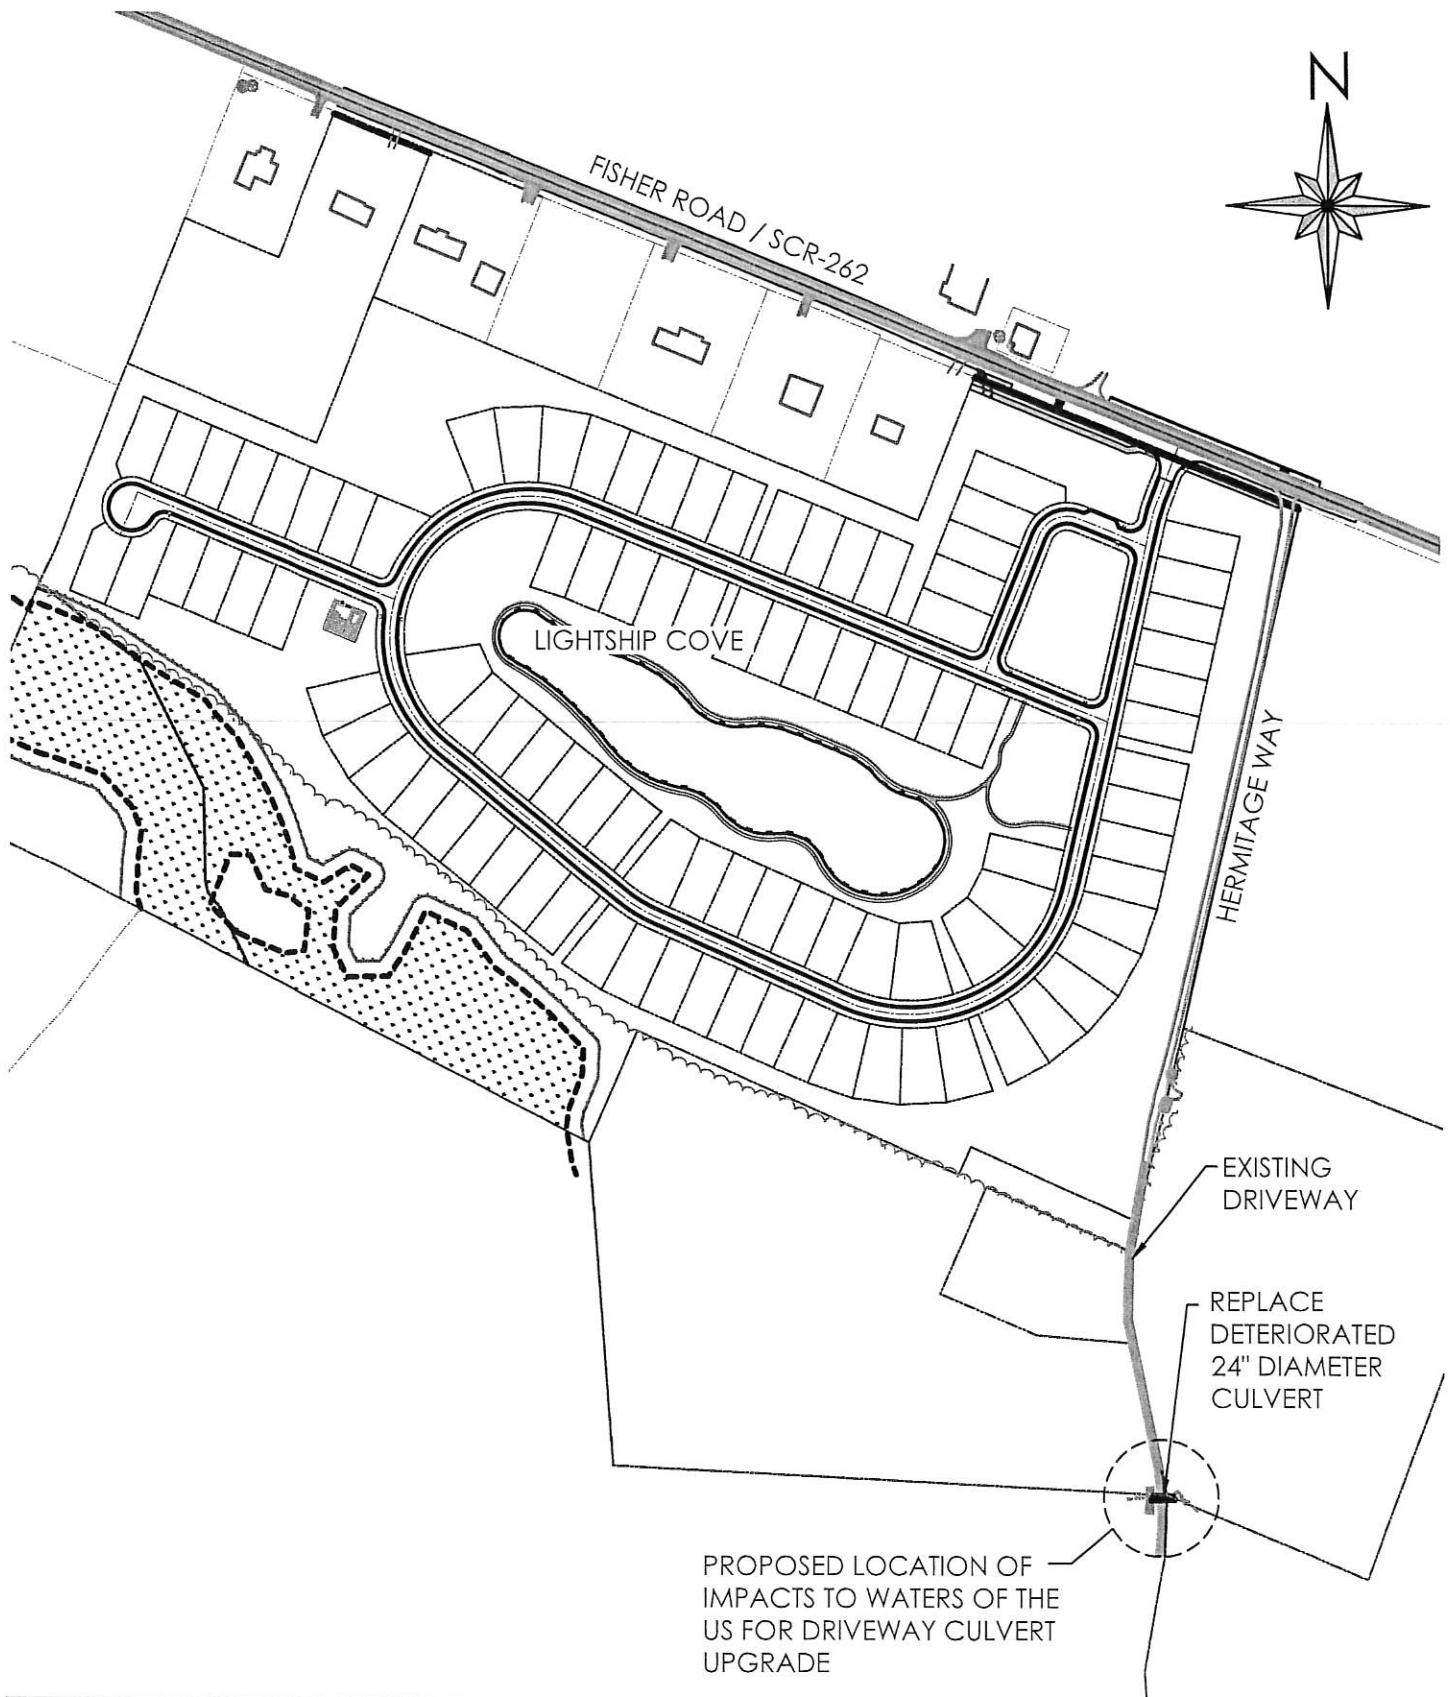 N
FISHER ROAD / SCR-262
LIGHTSHIP COVE
HERMITAGE WAY
EXISTING
DRIVEWAY
REPLACE
DETERIORATED
24" DIAMETER
CULVERT
PROPOSED LOCATION OF
IMPACTS TO WATERS OF THE
US FOR DRIVEWAY CULVERT
UPGRADE